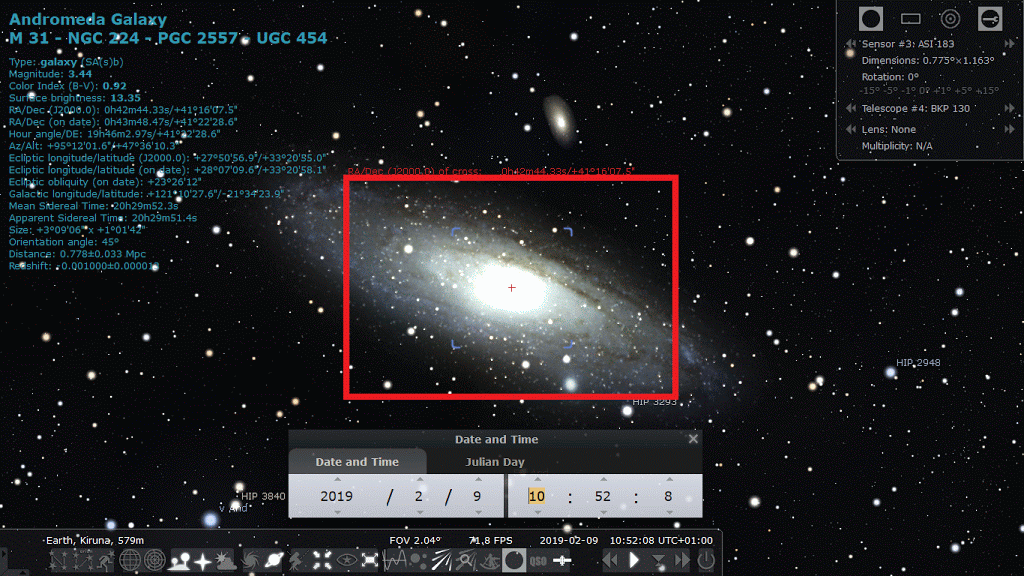 Andromeda Galaxy
M 31 - NGC 224 - PGC 2557 - UGC 454
Type: galaxy (SA(s)b)
Magnitude: 3.44
Color Index (B-V): 0.92
Surface brightness: 13.35
RA/Dec (J2000.0): 0h42m44.33s/+41°16'07.5"
RA/Dec (on date): 0h43m48.47s/+41°22'28.6"
Hour angle/DE: 19h46m2.97s/+41°22'28.6"
Az/Alt: +95°12'01.6"/+47°36'10.3"
Ecliptic longitude/latitude (J2000.0): +27°50'56.9"/+33°20'55.0"
Ecliptic longitude/latitude (on date): +28°07'09.6"/+33°20'58.1"
Ecliptic obliquity (on date): +23°26'12"
Galactic longitude/latitude: +121°10'27.6"/-21°34'23.9"
Mean Sidereal Time: 20h29m52.3s
Apparent Sidereal Time: 20h29m51.4s
Size: +3°09'06" x +1°01'42"
Orientation angle: 45°
Distance: 0.778±0.033 Mpc
Redshift: -0.001000±0.000013
Sensor #3: ASI 183
Dimensions: 0.775°×1.163°
Rotation: 0°
-15° -5° -1° 0° +1° +5° +15°
Telescope #4: BKP 130
Lens: None
Multiplicity: N/A
RA/Dec (J2000.0) of cross: 0h42m44.33s/+41°16'07.5"
HIP 2948
HIP 3293
Date and Time
Date and Time Julian Day
2019 / 2 / 9 10 : 52 : 8
HIP 3840
ν And
Earth, Kiruna, 579m FOV 2.04° 71.8 FPS 2019-02-09 10:52:08 UTC+01:00
QSO